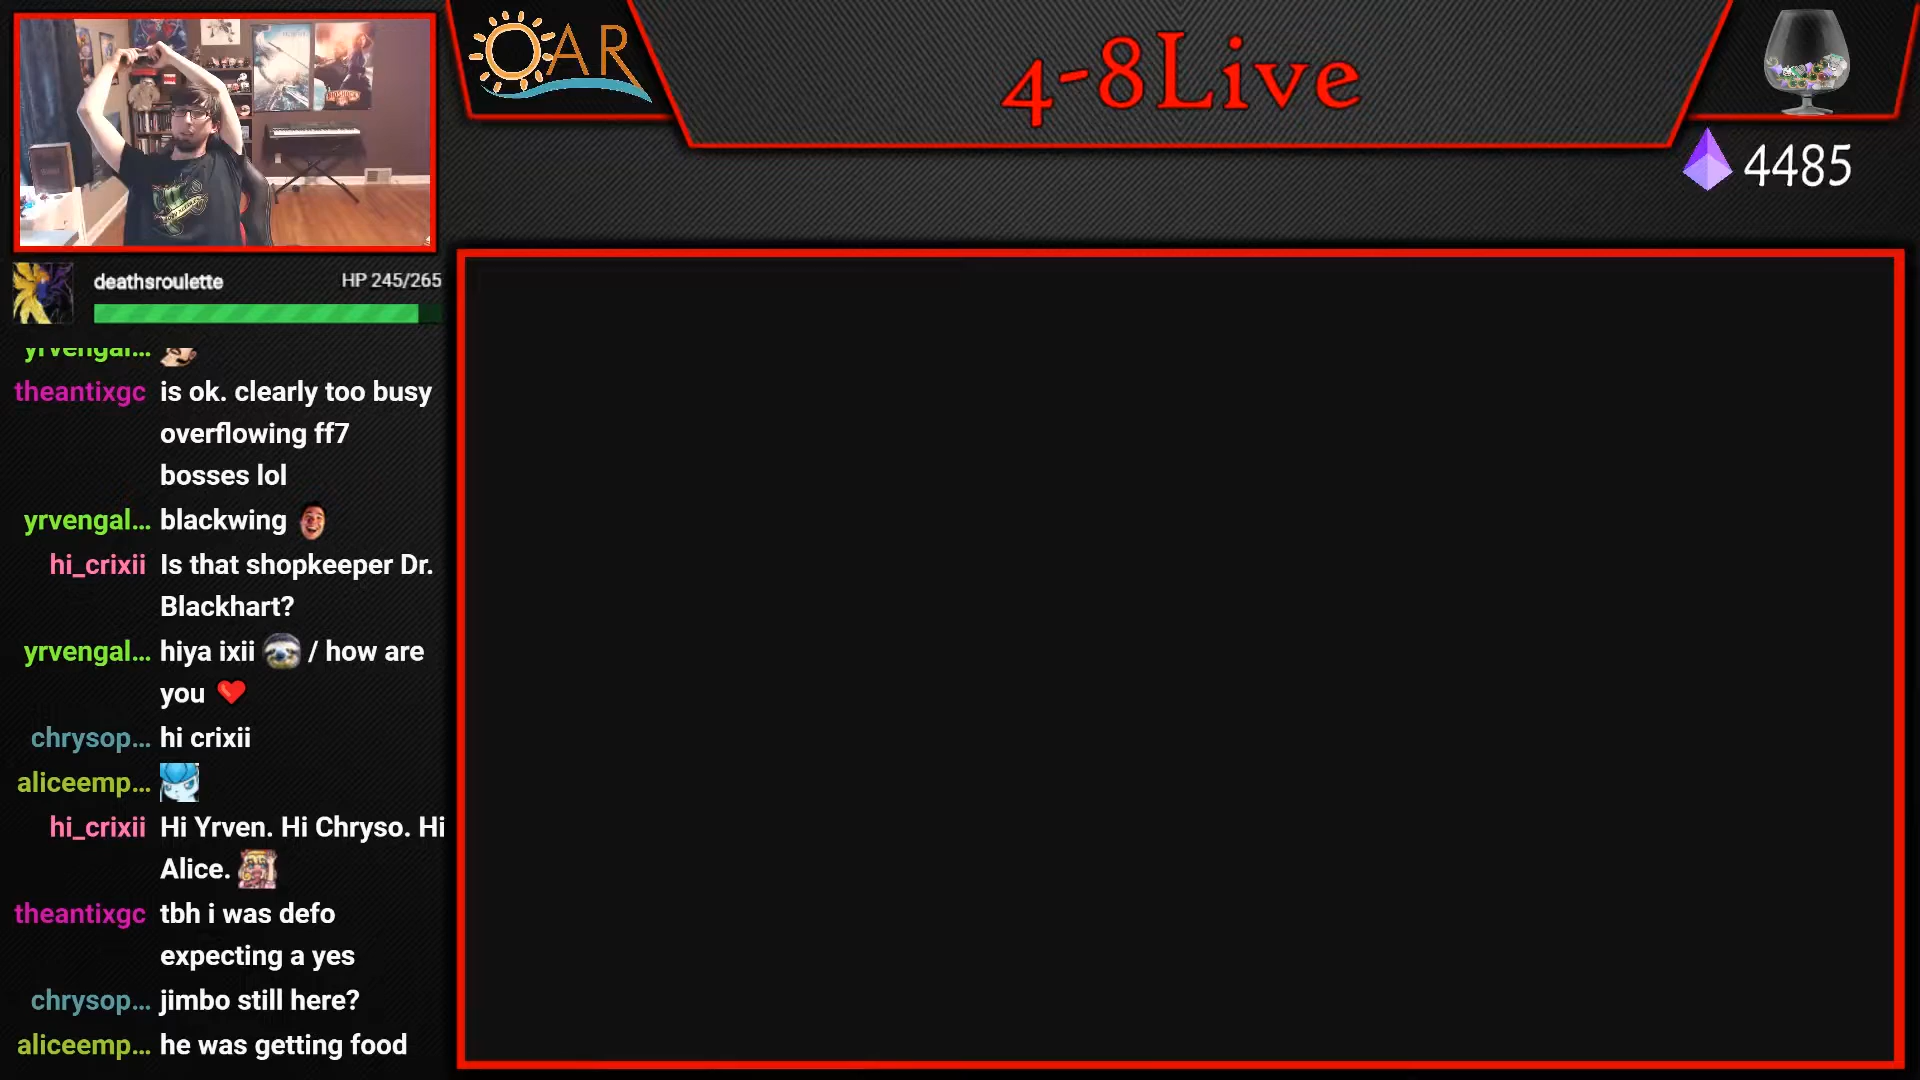 OAR
4-8Live
4485
BIOSHOCK
deathsroulette HP 245/265
yrvengal...
theantixgc is ok. clearly too busy
overflowing ff7
bosses lol
yrvengal... blackwing
hi_crixii Is that shopkeeper Dr.
Blackhart?
yrvengal... hiya ixii / how are
you
chrysop... hi crixii
aliceemp...
hi_crixii Hi Yrven. Hi Chryso. Hi
Alice.
theantixgc tbh i was defo
expecting a yes
chrysop... jimbo still here?
aliceemp... he was getting food